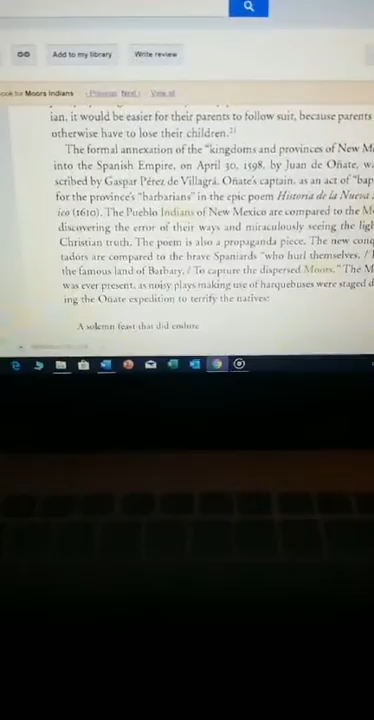 Add to my library
Write review
Moors Indians
‹ Previous Next › View all
ian, it would be easier for their parents to follow suit, because parents
otherwise have to lose their children.²¹
The formal annexation of the "kingdoms and provinces of New M
into the Spanish Empire, on April 30, 1598, by Juan de Oñate, w
scribed by Gaspar Pérez de Villagrá, Oñate's captain, as an act of "bap
for the province's "barbarians" in the epic poem Historia de la Nueva
ico (1610). The Pueblo Indians of New Mexico are compared to the M
discovering the error of their ways and miraculously seeing the lig
Christian truth. The poem is also a propaganda piece. The new conq
tadors are compared to the brave Spaniards "who hurl themselves, /
the famous land of Barbary, / To capture the dispersed Moors." The M
was ever present, as noisy plays making use of harquebuses were staged d
ing the Oñate expedition to terrify the natives:
A solemn feast that did endure